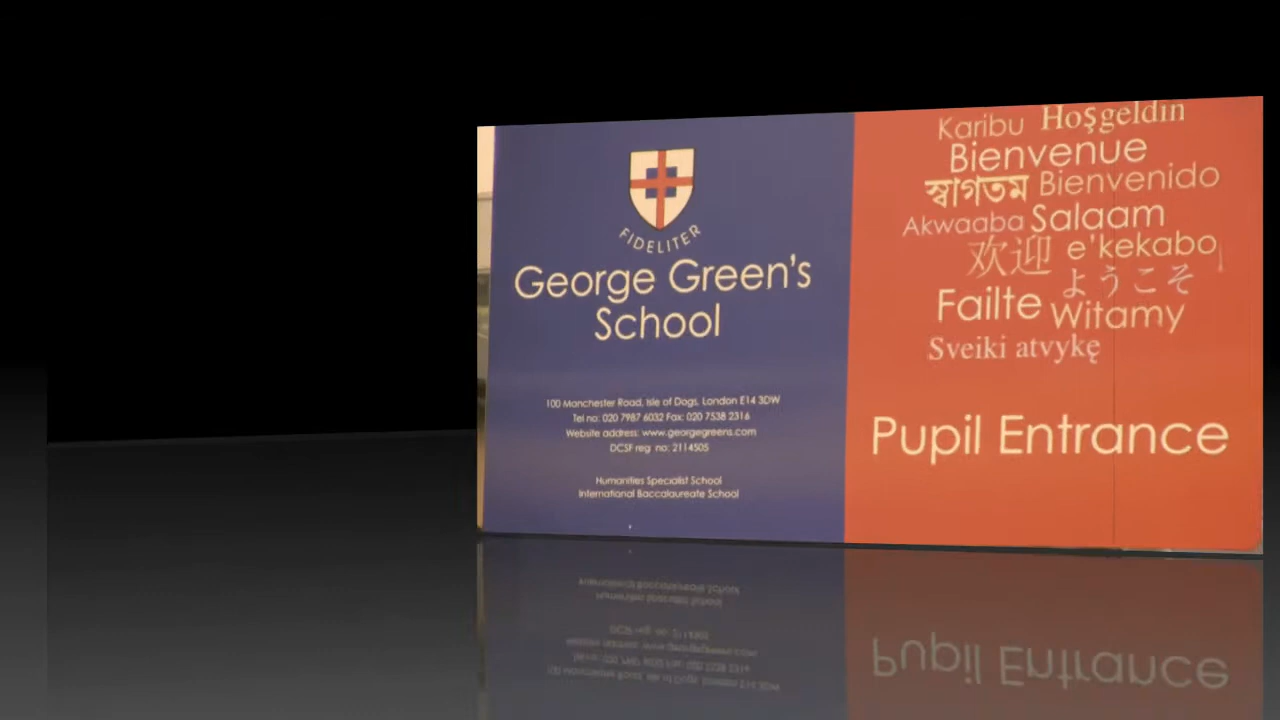 FIDELITER
George Green's
School
100 Manchester Road, Isle of Dogs, London E14 3DW
Tel no: 020 7987 6032 Fax: 020 7538 2316
Website address: www.georgegreens.com
DCSF reg no: 2114505
Humanities Specialist School
International Baccalaureate School
Karibu Hoşgeldin
Bienvenue
স্বাগতম Bienvenido
Akwaaba Salaam
欢迎 e'kekabo
ようこそ
Failte Witamy
Sveiki atvykę
Pupil Entrance